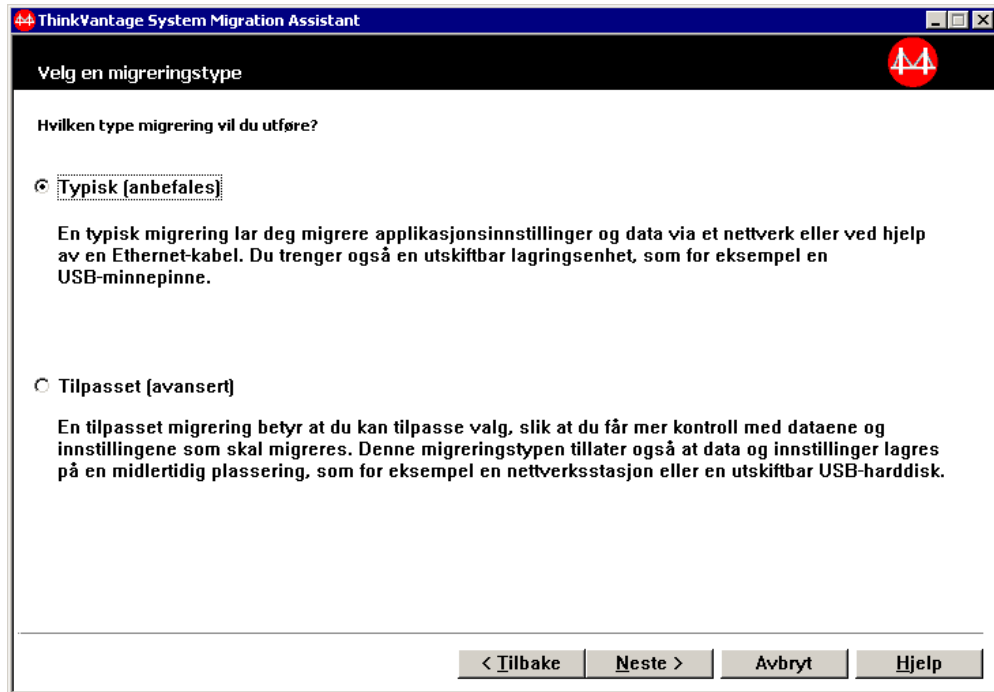 ThinkVantage System Migration Assistant
Velg en migreringstype
Hvilken type migrering vil du utføre?
Typisk (anbefales)
En typisk migrering lar deg migrere applikasjonsinnstillinger og data via et nettverk eller ved hjelp
av en Ethernet-kabel. Du trenger også en utskiftbar lagringsenhet, som for eksempel en
USB-minnepinne.
Tilpasset (avansert)
En tilpasset migrering betyr at du kan tilpasse valg, slik at du får mer kontroll med dataene og
innstillingene som skal migreres. Denne migreringstypen tillater også at data og innstillinger lagres
på en midlertidig plassering, som for eksempel en nettverksstasjon eller en utskiftbar USB-harddisk.
< Tilbake Neste > Avbryt Hjelp